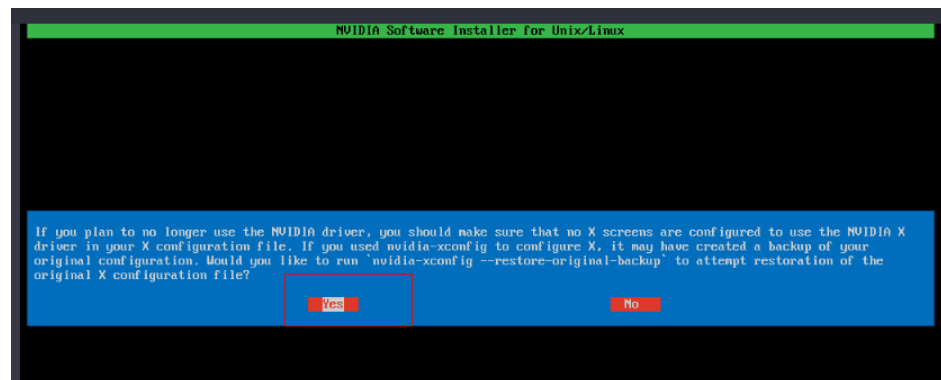 NVIDIA Software Installer for Unix/Linux
If you plan to no longer use the NVIDIA driver, you should make sure that no X screens are configured to use the NVIDIA X
driver in your X configuration file. If you used nvidia-xconfig to configure X, it may have created a backup of your
original configuration. Would you like to run `nvidia-xconfig --restore-original-backup` to attempt restoration of the
original X configuration file?
Yes No